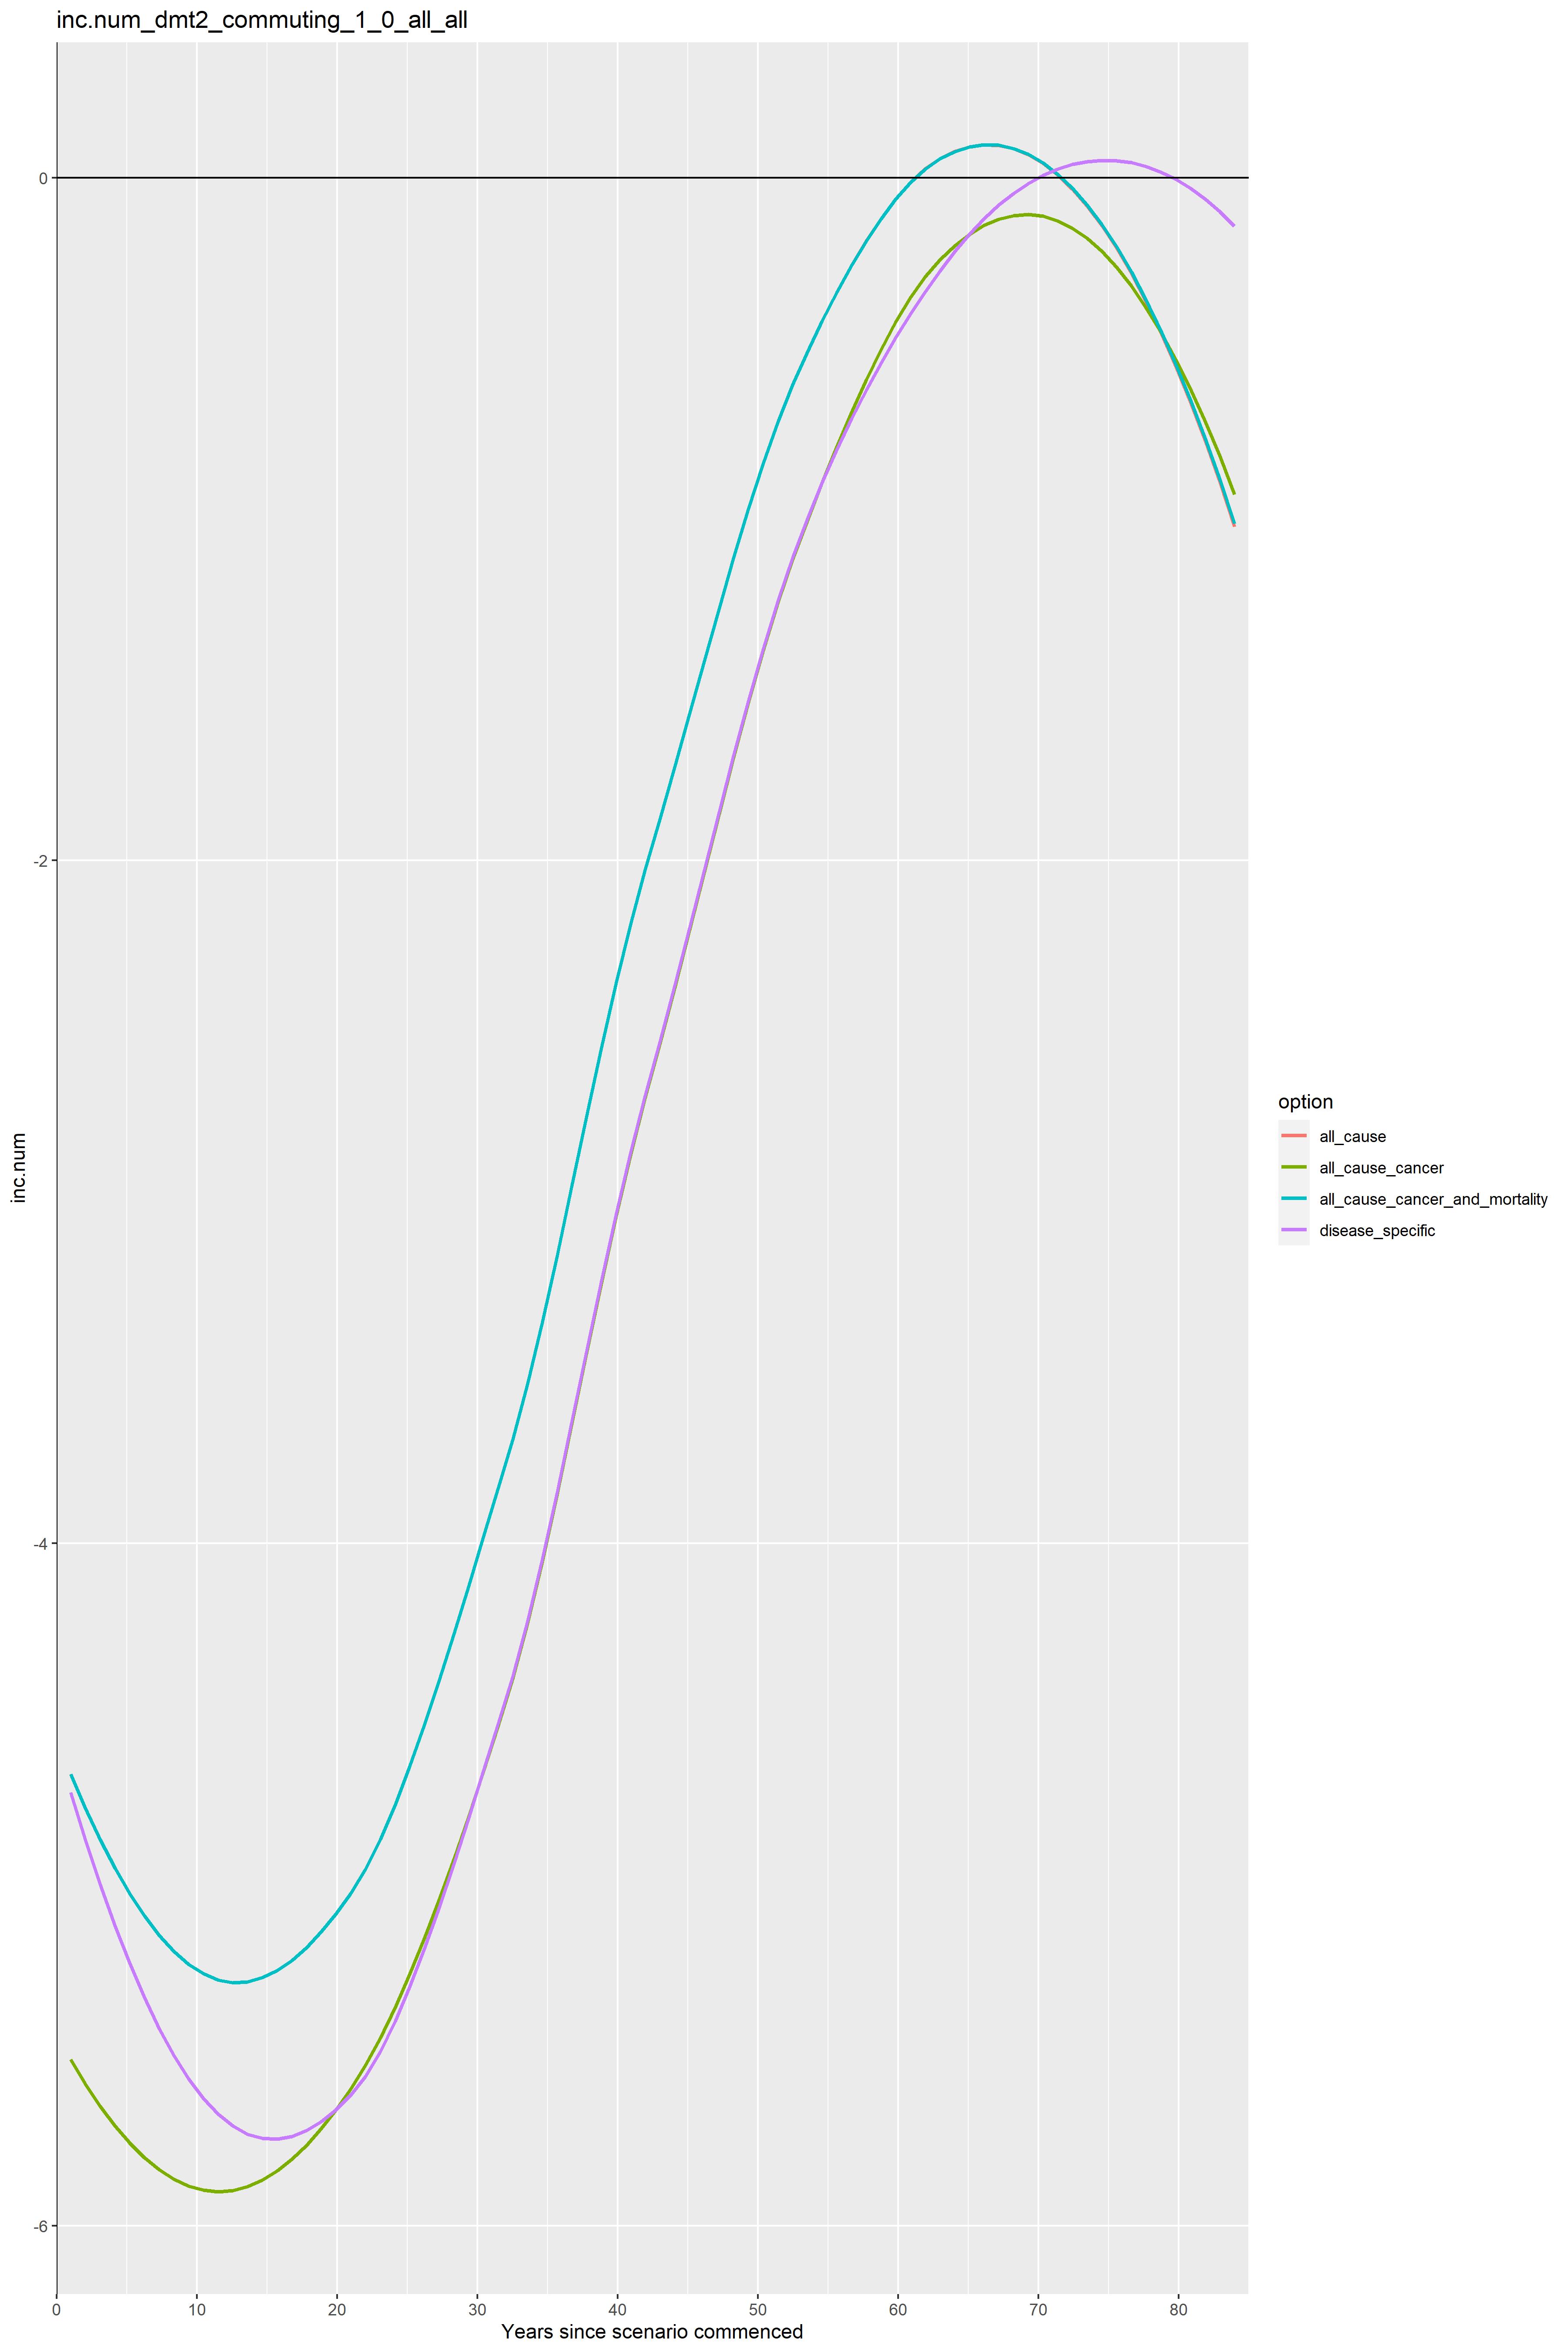 inc.num_dmt2_commuting_1_0_all_all
0
-2
-4
-6
inc.num
0 10 20 30 40 50 60 70 80
Years since scenario commenced
option
all_cause
all_cause_cancer
all_cause_cancer_and_mortality
disease_specific